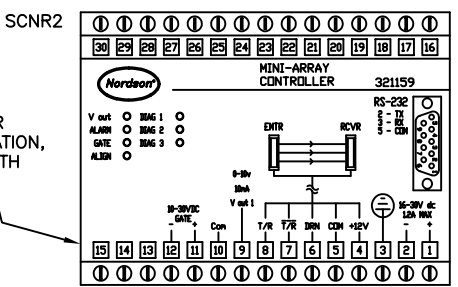 SCNR2
30 29 28 27 26 25 24 23 22 21 20 19 18 17 16
Nordson
MINI-ARRAY
CONTROLLER
321159
RS-232
2 - TX
3 - RX
5 - COM
V out
ALARM
GATE
ALIGN
DIAG 1
DIAG 2
DIAG 3
ATION,
TH
EMTR
RCVR
0-10v
10mA
V out 1
10-30VDC
GATE
- +
Com
T/R T/R DRN COM +12V
16-30V dc
1.2A MAX
- +
15 14 13 12 11 10 9 8 7 6 5 4 3 2 1